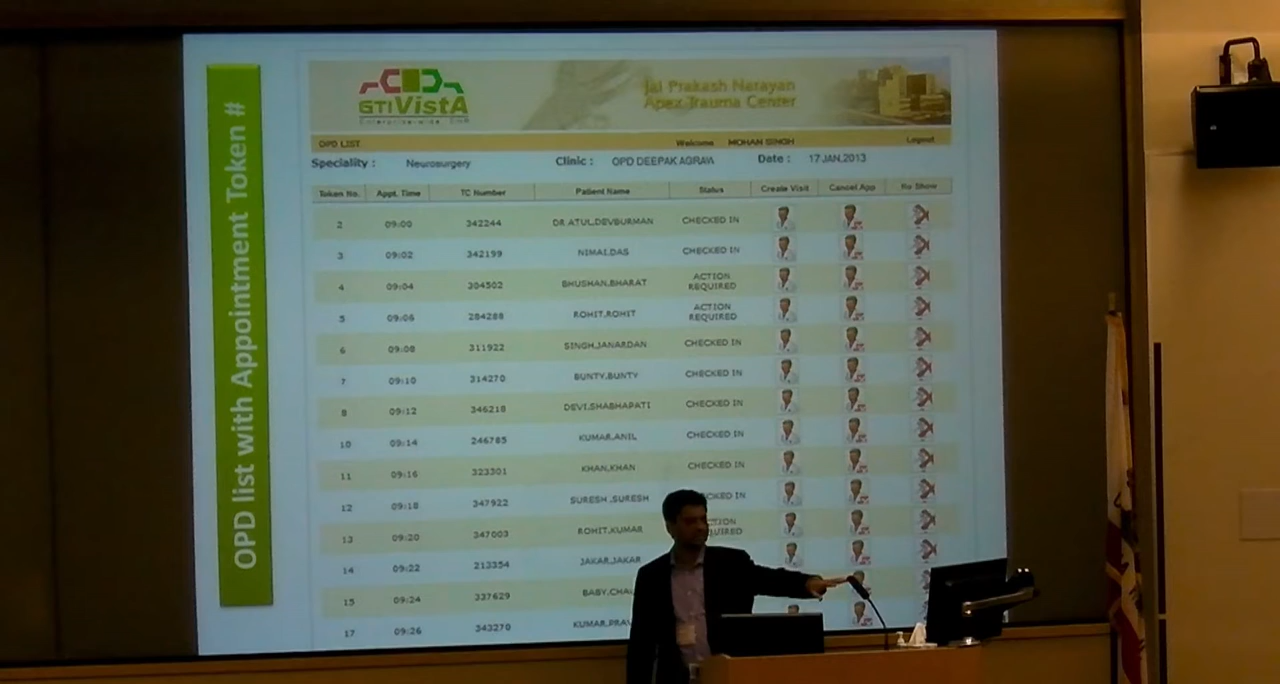 OPD list with Appointment Token #
GTIVistA
Jai Prakash Narayan
Apex Trauma Center
OPD LIST Welcome MOHAN SINGH Logout
Speciality : Neurosurgery Clinic : OPD DEEPAK AGRAWA Date : 17 JAN,2013
Token No. Appt. Time TC Number Patient Name Status Create Visit Cancel App No Show
2 09:00 342244 DR ATUL,DEVBURMAN CHECKED IN
3 09:02 342199 NIMAI,DAS CHECKED IN
4 09:04 304502 BHUSHAN,BHARAT ACTION REQUIRED
5 09:06 284288 ROHIT,ROHIT ACTION REQUIRED
6 09:08 311922 SINGH,JANARDAN CHECKED IN
7 09:10 314270 BUNTY,BUNTY CHECKED IN
8 09:12 346218 DEVI,SHABHAPATI CHECKED IN
10 09:14 246785 KUMAR,ANIL CHECKED IN
11 09:16 323301 KHAN,KHAN CHECKED IN
12 09:18 347922 SURESH ,SURESH CKED IN
13 09:20 347003 ROHIT,KUMAR
14 09:22 213354 JAKAR,JAKAR
15 09:24 337629 BABY,CHA
17 09:26 343270 KUMAR,PRA